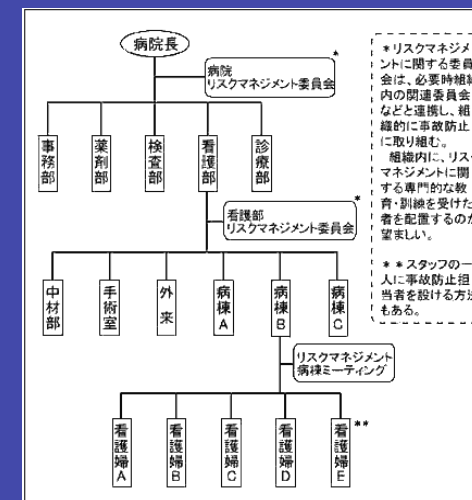 病院長
*
病院
リスクマネジメント委員会
事務部
薬剤部
検査部
看護部
診療部
*
看護部
リスクマネジメント委員会
中材部
手術室
外来
病棟A
病棟B
病棟C
リスクマネジメント
病棟ミーティング
看護婦A
看護婦B
看護婦C
看護婦D
看護婦E
**
*リスクマネジメ
ントに関する委員
会は、必要時組織
内の関連委員会
などと連携し、組
織的に事故防止
に取り組む。
組織内に、リスク
マネジメントに関
する専門的な教
育・訓練を受けた
者を配置するのが
望ましい。
**スタッフの一
人に事故防止担
当者を設ける方法
もある。